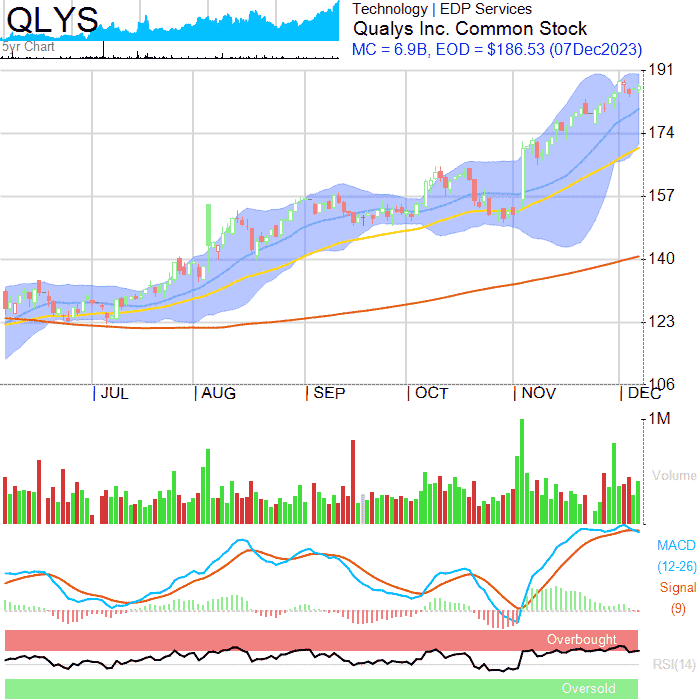 QLYS
5yr Chart
Technology | EDP Services
Qualys Inc. Common Stock
MC = 6.9B, EOD = $186.53 (07Dec2023)
191
174
157
140
123
106
JUL AUG SEP OCT NOV DEC
1M
Volume
MACD
(12-26)
Signal
(9)
Overbought
RSI(14)
Oversold